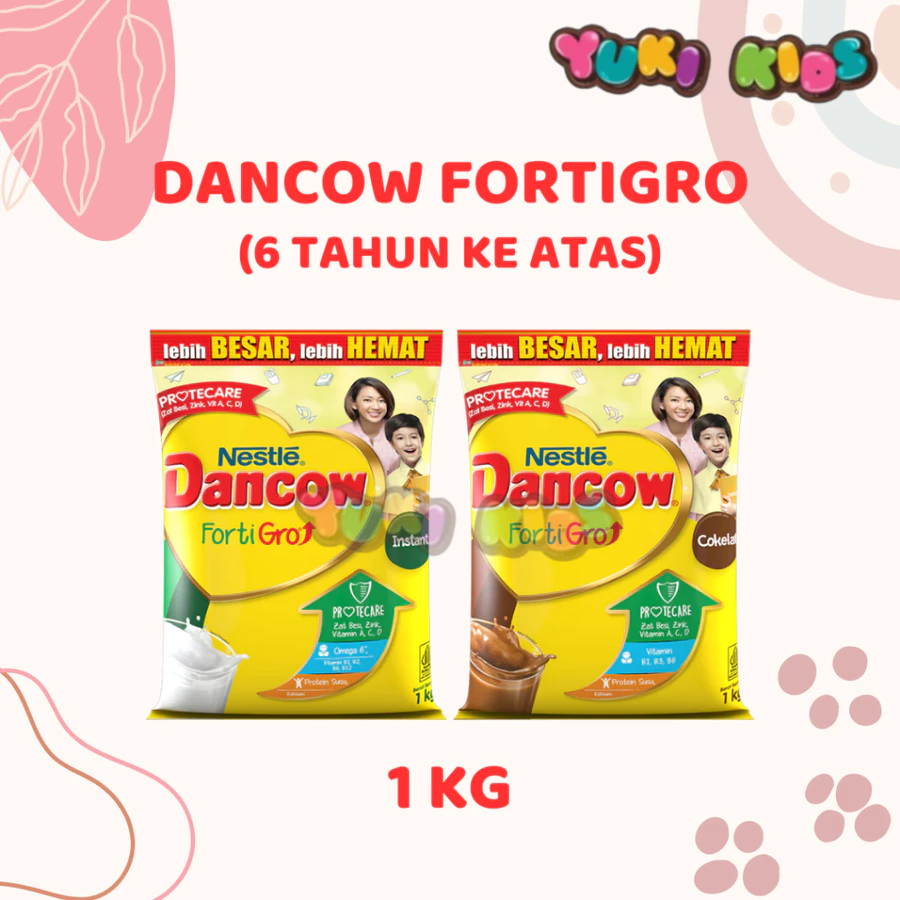 YUKI KIDS
DANCOW FORTIGRO
(6 TAHUN KE ATAS)
lebih BESAR, lebih HEMAT
PROTECARE
(Zat Besi, Zink, Vit A, C, D)
Nestlé
Dancow
FortiGro
Instant
PROTECARE
Zat Besi, Zink,
Vitamin A, C, D
Omega 6
Vitamin B1, B2,
B6, B12
Protein Susu,
Kalsium
1 kg
lebih BESAR, lebih HEMAT
PROTECARE
(Zat Besi, Zink, Vit A, C, D)
Nestlé
Dancow
FortiGro
Cokelat
PROTECARE
Zat Besi, Zink,
Vitamin A, C, D
Vitamin
B1, B3, B6
Protein Susu,
Kalsium
1 kg
YUKI KIDS
1 KG